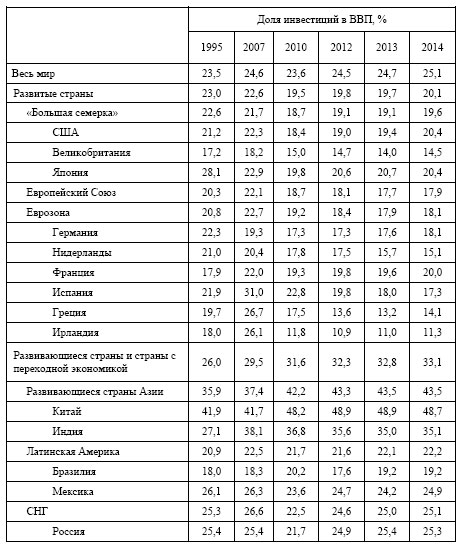 Доля инвестиций в ВВП, %
1995 2007 2010 2012 2013 2014
Весь мир 23,5 24,6 23,6 24,5 24,7 25,1
Развитые страны 23,0 22,6 19,5 19,8 19,7 20,1
«Большая семерка» 22,6 21,7 18,7 19,1 19,1 19,6
США 21,2 22,3 18,4 19,0 19,4 20,4
Великобритания 17,2 18,2 15,0 14,7 14,0 14,5
Япония 28,1 22,9 19,8 20,6 20,7 20,4
Европейский Союз 20,3 22,1 18,7 18,1 17,7 17,9
Еврозона 20,8 22,7 19,2 18,4 17,9 18,1
Германия 22,3 19,3 17,3 17,3 17,6 18,1
Нидерланды 21,0 20,4 17,8 17,5 15,7 15,1
Франция 17,9 22,0 19,3 19,8 19,6 20,0
Испания 21,9 31,0 22,8 19,8 18,0 17,3
Греция 19,7 26,7 17,5 13,6 13,2 14,1
Ирландия 18,0 26,1 11,8 10,9 11,0 11,3
Развивающиеся страны и страны с
переходной экономикой 26,0 29,5 31,6 32,3 32,8 33,1
Развивающиеся страны Азии 35,9 37,4 42,2 43,3 43,5 43,5
Китай 41,9 41,7 48,2 48,9 48,9 48,7
Индия 27,1 38,1 36,8 35,6 35,0 35,1
Латинская Америка 20,9 22,5 21,7 21,6 22,1 22,2
Бразилия 18,0 18,3 20,2 17,6 19,2 19,2
Мексика 26,1 26,3 23,6 24,7 24,2 24,9
СНГ 25,3 26,6 22,5 24,6 25,0 25,1
Россия 25,4 25,4 21,7 24,9 25,4 25,3